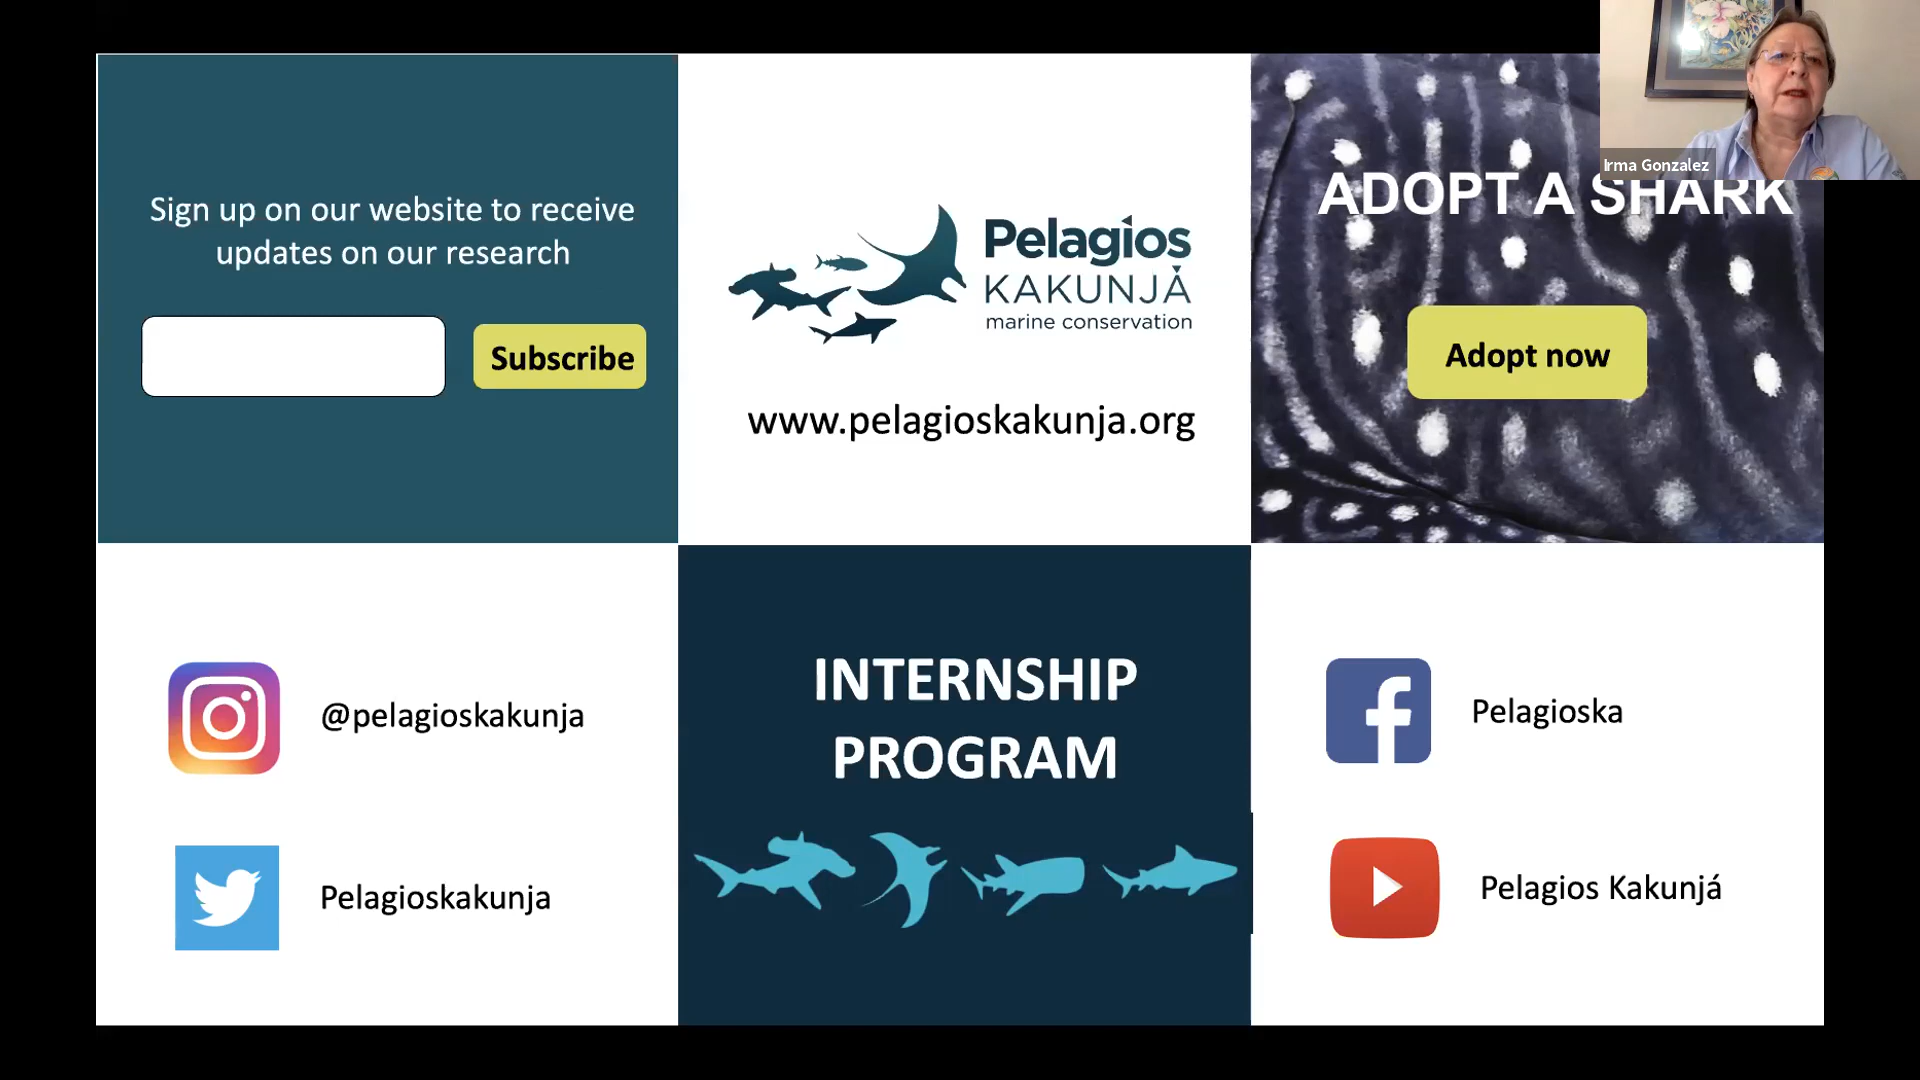 Sign up on our website to receive
updates on our research
Subscribe
Pelagios
KAKUNJÁ
marine conservation
www.pelagioskakunja.org
Irma Gonzalez
ADOPT A SHARK
Adopt now
@pelagioskakunja
Pelagioskakunja
INTERNSHIP
PROGRAM
Pelagioska
Pelagios Kakunjá